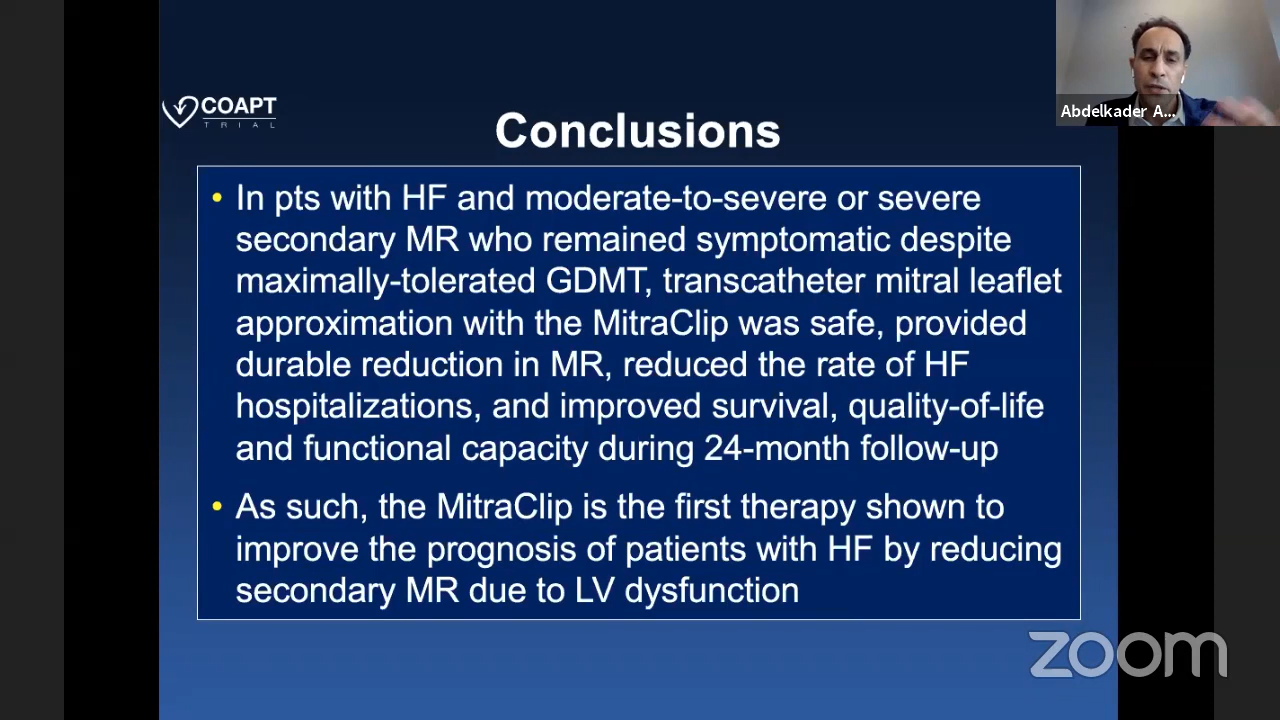 COAPT
TRIAL
Abdelkader A...
Conclusions
• In pts with HF and moderate-to-severe or severe
secondary MR who remained symptomatic despite
maximally-tolerated GDMT, transcatheter mitral leaflet
approximation with the MitraClip was safe, provided
durable reduction in MR, reduced the rate of HF
hospitalizations, and improved survival, quality-of-life
and functional capacity during 24-month follow-up
• As such, the MitraClip is the first therapy shown to
improve the prognosis of patients with HF by reducing
secondary MR due to LV dysfunction
zoom